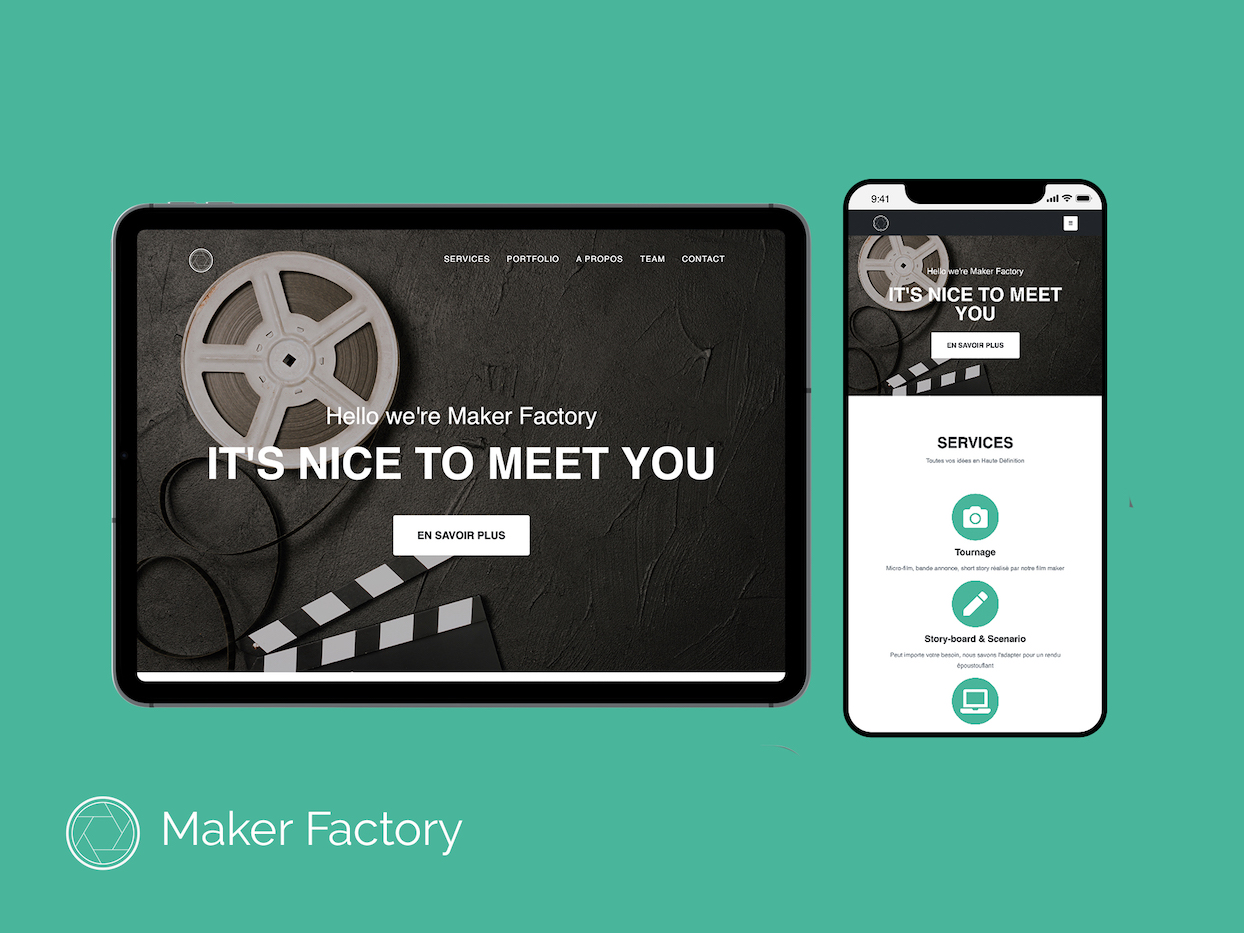 SERVICES PORTFOLIO A PROPOS TEAM CONTACT
Hello we're Maker Factory
IT'S NICE TO MEET YOU
EN SAVOIR PLUS
9:41
Hello we're Maker Factory
IT'S NICE TO MEET
YOU
EN SAVOIR PLUS
SERVICES
Toutes vos idées en Haute Définition
Tournage
Micro-film, bande annonce, short story réalisé par notre film maker
Story-board & Scenario
Peut importe votre besoin, nous savons l'adapter pour un rendu
époustouflant
Maker Factory